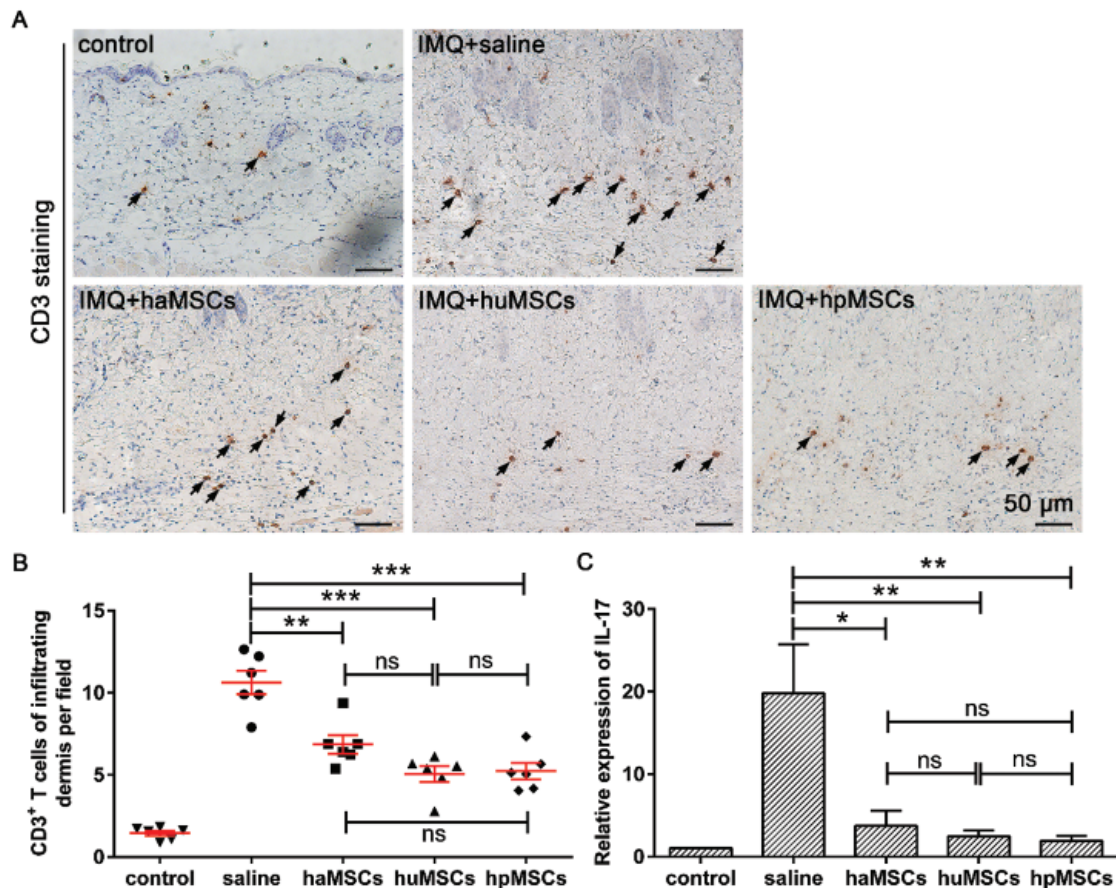 A
CD3 staining
control
IMQ+saline
IMQ+haMSCs
IMQ+huMSCs
IMQ+hpMSCs
50 μm
B
CD3+ T cells of infiltrating
dermis per field
15
10
5
0
***
***
**
ns
ns
ns
control
saline
haMSCs
huMSCs
hpMSCs
C
Relative expression of IL-17
30
20
10
0
**
**
*
ns
ns
ns
control
saline
haMSCs
huMSCs
hpMSCs